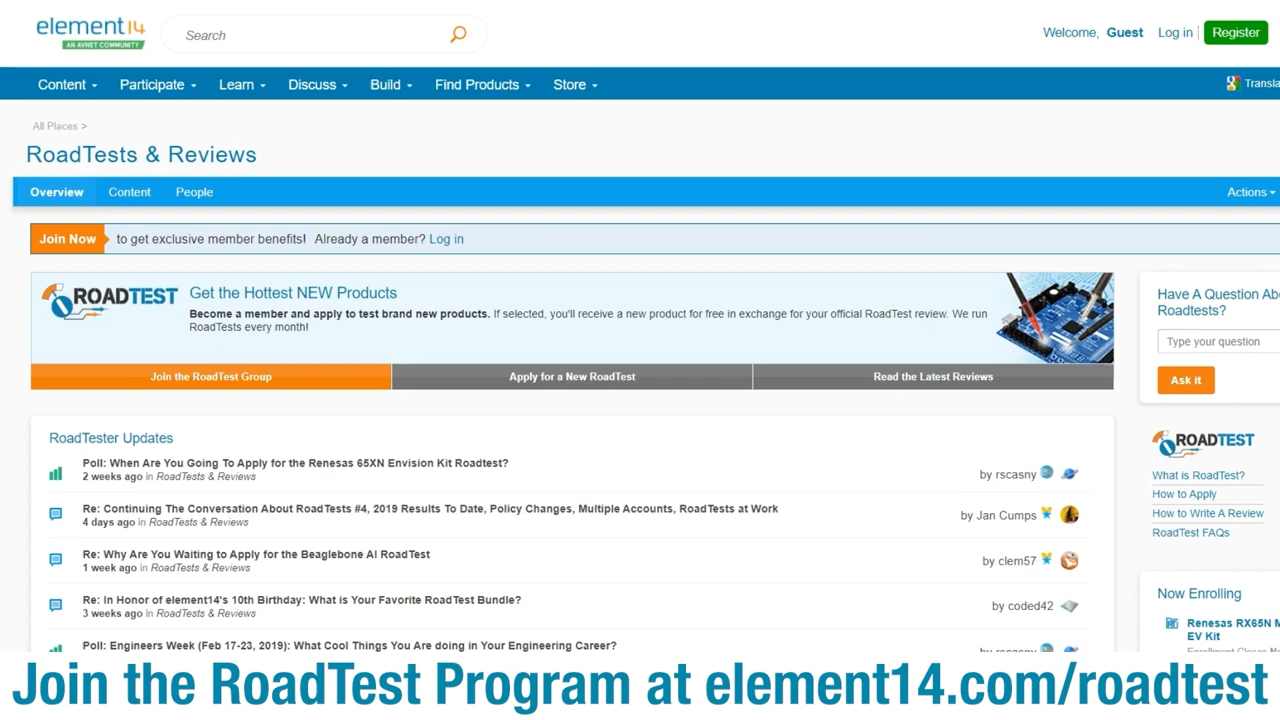 element14
AN AVNET COMMUNITY
Search
Welcome, Guest Log in | Register
Content Participate Learn Discuss Build Find Products Store
All Places >
RoadTests & Reviews
Overview Content People Actions
Join Now to get exclusive member benefits! Already a member? Log in
ROADTEST
Get the Hottest NEW Products
Become a member and apply to test brand new products. If selected, you'll receive a new product for free in exchange for your official RoadTest review. We run
RoadTests every month!
Join the RoadTest Group Apply for a New RoadTest Read the Latest Reviews
RoadTester Updates
Poll: When Are You Going To Apply for the Renesas 65XN Envision Kit Roadtest?
2 weeks ago in RoadTests & Reviews
by rscasny
Re: Continuing The Conversation About RoadTests #4, 2019 Results To Date, Policy Changes, Multiple Accounts, RoadTests at Work
4 days ago in RoadTests & Reviews
by Jan Cumps
Re: Why Are You Waiting to Apply for the Beaglebone AI RoadTest
1 week ago in RoadTests & Reviews
by clem57
Re: In Honor of element14's 10th Birthday: What is Your Favorite RoadTest Bundle?
3 weeks ago in RoadTests & Reviews
by coded42
Poll: Engineers Week (Feb 17-23, 2019): What Cool Things You Are doing in Your Engineering Career?
by rscasny
Have A Question
Roadtests?
Type your question
Ask it
ROADTEST
What is RoadTest?
How to Apply
How to Write A Review
RoadTest FAQs
Now Enrolling
Renesas RX65N
EV Kit
Join the RoadTest Program at element14.com/roadtest